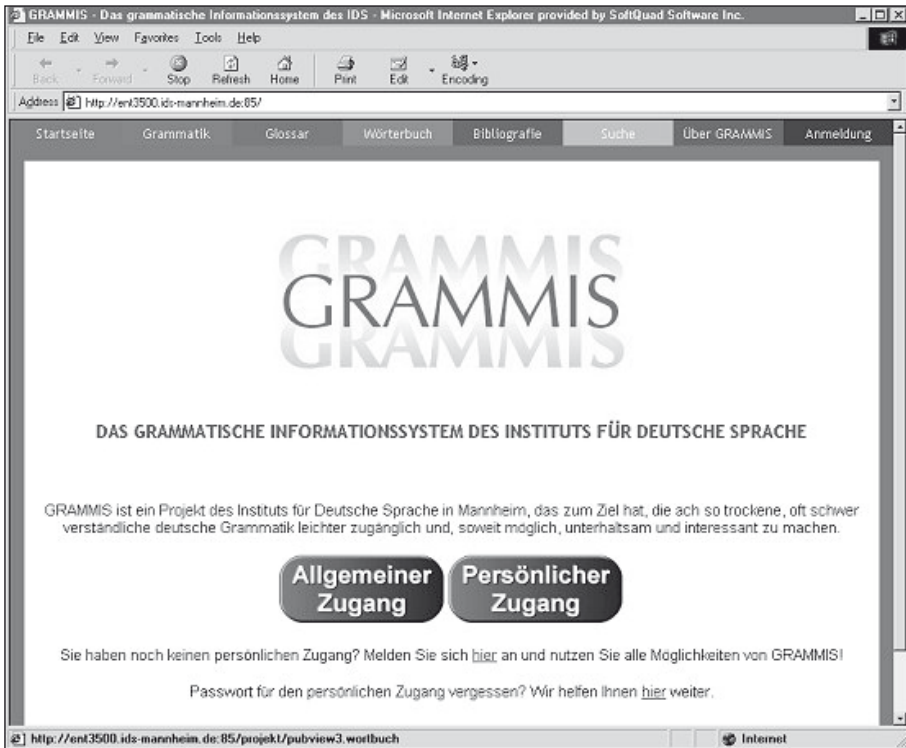 GRAMMIS - Das grammatische Informationssystem des IDS - Microsoft Internet Explorer provided by SoftQuad Software Inc.
File Edit View Favorites Tools Help
Back Forward Stop Refresh Home Print Edit Encoding
Address http://ent3500.ids-mannheim.de:85/
Startseite Grammatik Glossar Wörterbuch Bibliografie Suche Über GRAMMIS Anmeldung
GRAMMIS
GRAMMIS
GRAMMIS
DAS GRAMMATISCHE INFORMATIONSSYSTEM DES INSTITUTS FÜR DEUTSCHE SPRACHE
GRAMMIS ist ein Projekt des Instituts für Deutsche Sprache in Mannheim, das zum Ziel hat, die ach so trockene, oft schwer
verständliche deutsche Grammatik leichter zugänglich und, soweit möglich, unterhaltsam und interessant zu machen.
Allgemeiner Persönlicher
Zugang Zugang
Sie haben noch keinen persönlichen Zugang? Melden Sie sich hier an und nutzen Sie alle Möglichkeiten von GRAMMIS!
Passwort für den persönlichen Zugang vergessen? Wir helfen Ihnen hier weiter.
http://ent3500.ids-mannheim.de:85/projekt/pubview3.wortbuch Internet